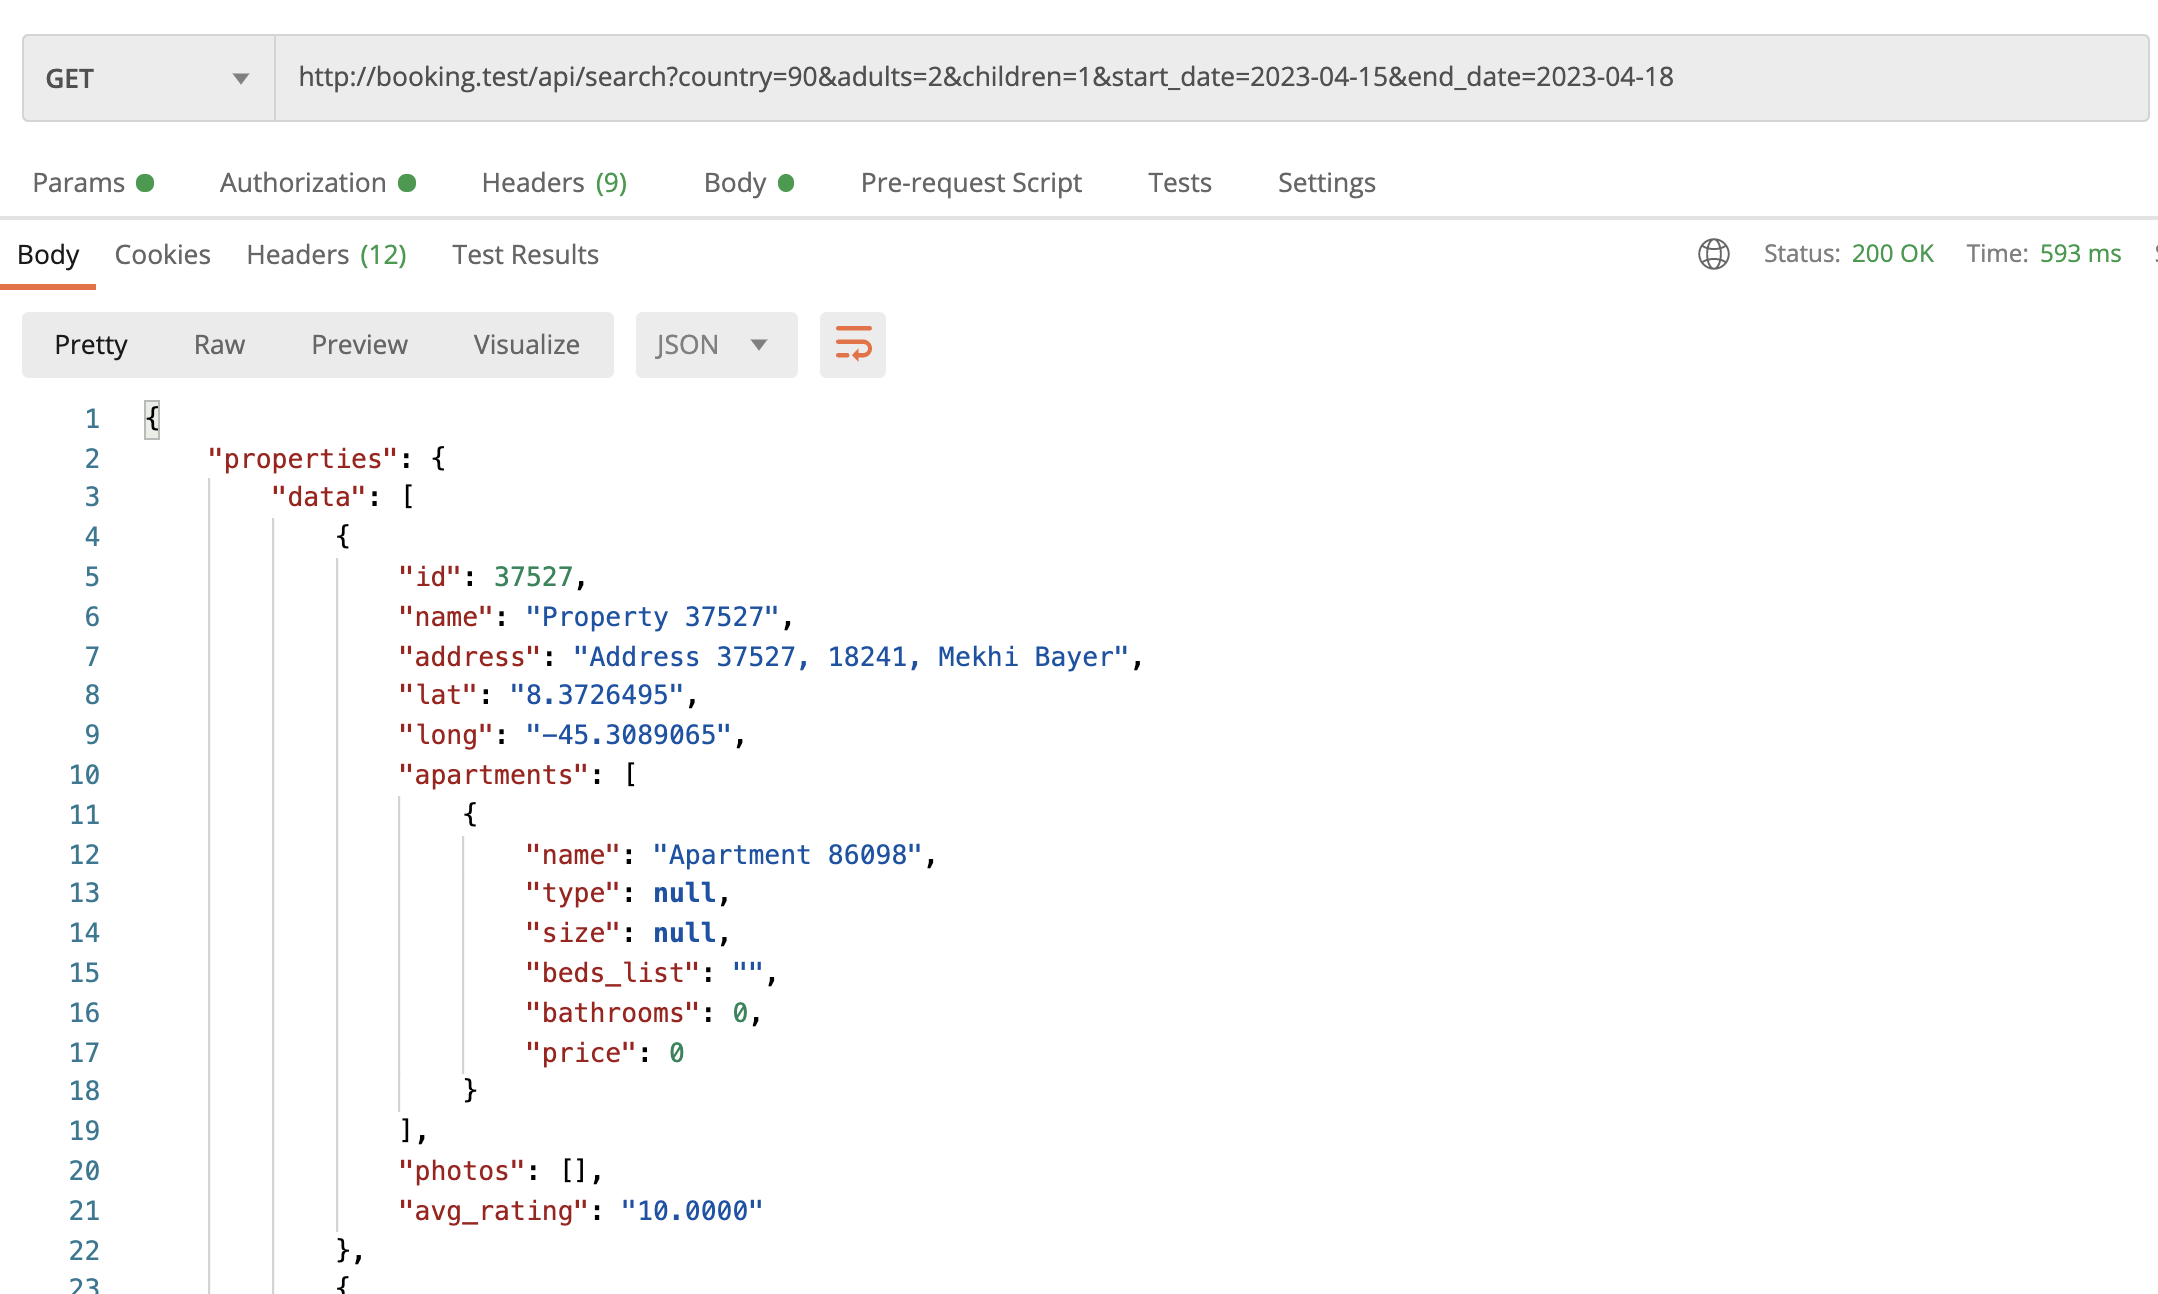 GET http://booking.test/api/search?country=90&adults=2&children=1&start_date=2023-04-15&end_date=2023-04-18
Params Authorization Headers (9) Body Pre-request Script Tests Settings
Body Cookies Headers (12) Test Results Status: 200 OK Time: 593 ms
Pretty Raw Preview Visualize JSON
1 {
2 "properties": {
3 "data": [
4 {
5 "id": 37527,
6 "name": "Property 37527",
7 "address": "Address 37527, 18241, Mekhi Bayer",
8 "lat": "8.3726495",
9 "long": "-45.3089065",
10 "apartments": [
11 {
12 "name": "Apartment 86098",
13 "type": null,
14 "size": null,
15 "beds_list": "",
16 "bathrooms": 0,
17 "price": 0
18 }
19 ],
20 "photos": [],
21 "avg_rating": "10.0000"
22 },
23 {